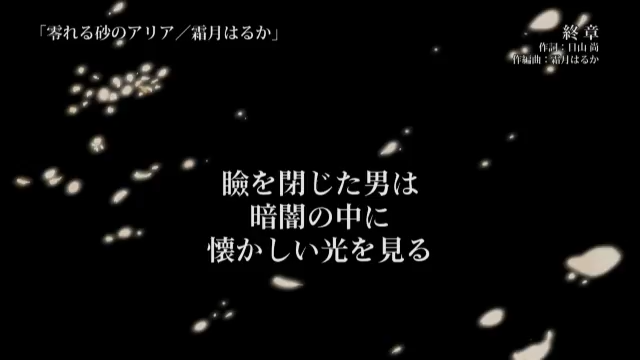 「零れる砂のアリア／霜月はるか」
終章
作詞：日山 尚
作編曲：霜月はるか
瞼を閉じた男は
暗闇の中に
懐かしい光を見る